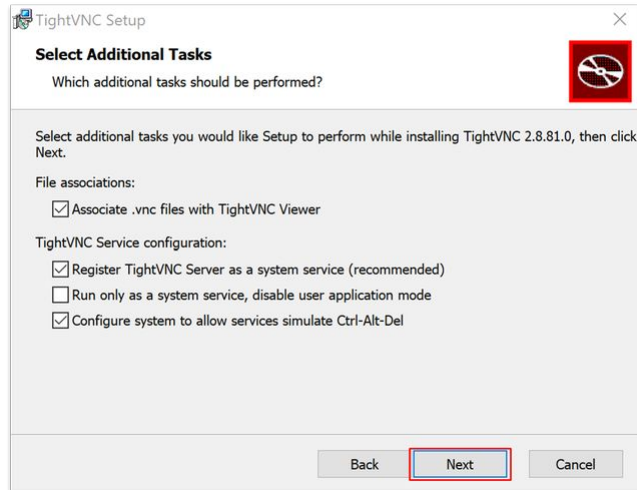 TightVNC Setup
Select Additional Tasks
Which additional tasks should be performed?
Select additional tasks you would like Setup to perform while installing TightVNC 2.8.81.0, then click
Next.
File associations:
Associate .vnc files with TightVNC Viewer
TightVNC Service configuration:
Register TightVNC Server as a system service (recommended)
Run only as a system service, disable user application mode
Configure system to allow services simulate Ctrl-Alt-Del
Back Next Cancel